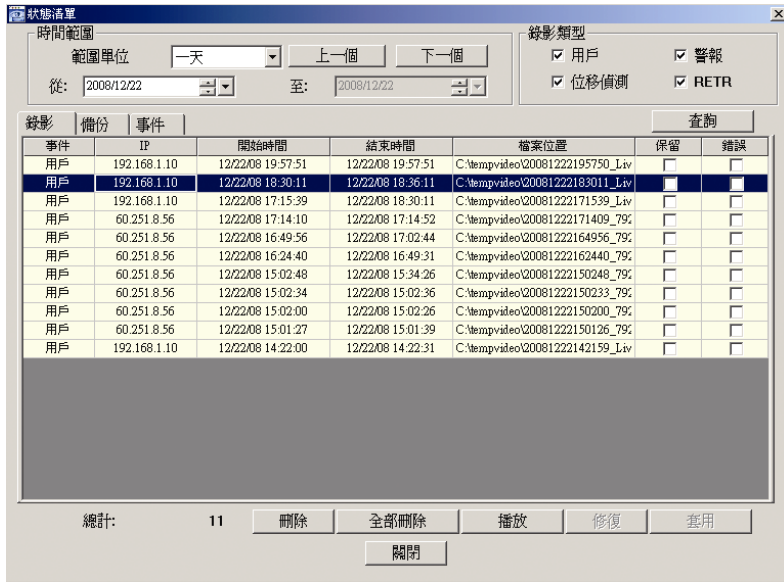 狀態清單
時間範圍
範圍單位 一天 上一個 下一個
從: 2008/12/22 至: 2008/12/22
錄影類型
用戶 警報
位移偵測 RETR
錄影 備份 事件 查詢
事件 IP 開始時間 結束時間 檔案位置 保留 錯誤
用戶 192.168.1.10 12/22/08 19:57:51 12/22/08 19:57:51 C:\tempvideo\20081222195750_Liv
用戶 192.168.1.10 12/22/08 18:30:11 12/22/08 18:36:11 C:\tempvideo\20081222183011_Liv
用戶 192.168.1.10 12/22/08 17:15:39 12/22/08 18:30:11 C:\tempvideo\20081222171539_Liv
用戶 60.251.8.56 12/22/08 17:14:10 12/22/08 17:14:52 C:\tempvideo\20081222171409_792
用戶 60.251.8.56 12/22/08 16:49:56 12/22/08 17:02:44 C:\tempvideo\20081222164956_792
用戶 60.251.8.56 12/22/08 16:24:40 12/22/08 16:49:31 C:\tempvideo\20081222162440_792
用戶 60.251.8.56 12/22/08 15:02:48 12/22/08 15:34:26 C:\tempvideo\20081222150248_792
用戶 60.251.8.56 12/22/08 15:02:34 12/22/08 15:02:36 C:\tempvideo\20081222150233_792
用戶 60.251.8.56 12/22/08 15:02:00 12/22/08 15:02:26 C:\tempvideo\20081222150200_792
用戶 60.251.8.56 12/22/08 15:01:27 12/22/08 15:01:39 C:\tempvideo\20081222150126_792
用戶 192.168.1.10 12/22/08 14:22:00 12/22/08 14:22:31 C:\tempvideo\20081222142159_Liv
總計: 11 刪除 全部刪除 播放 修復 套用
關閉